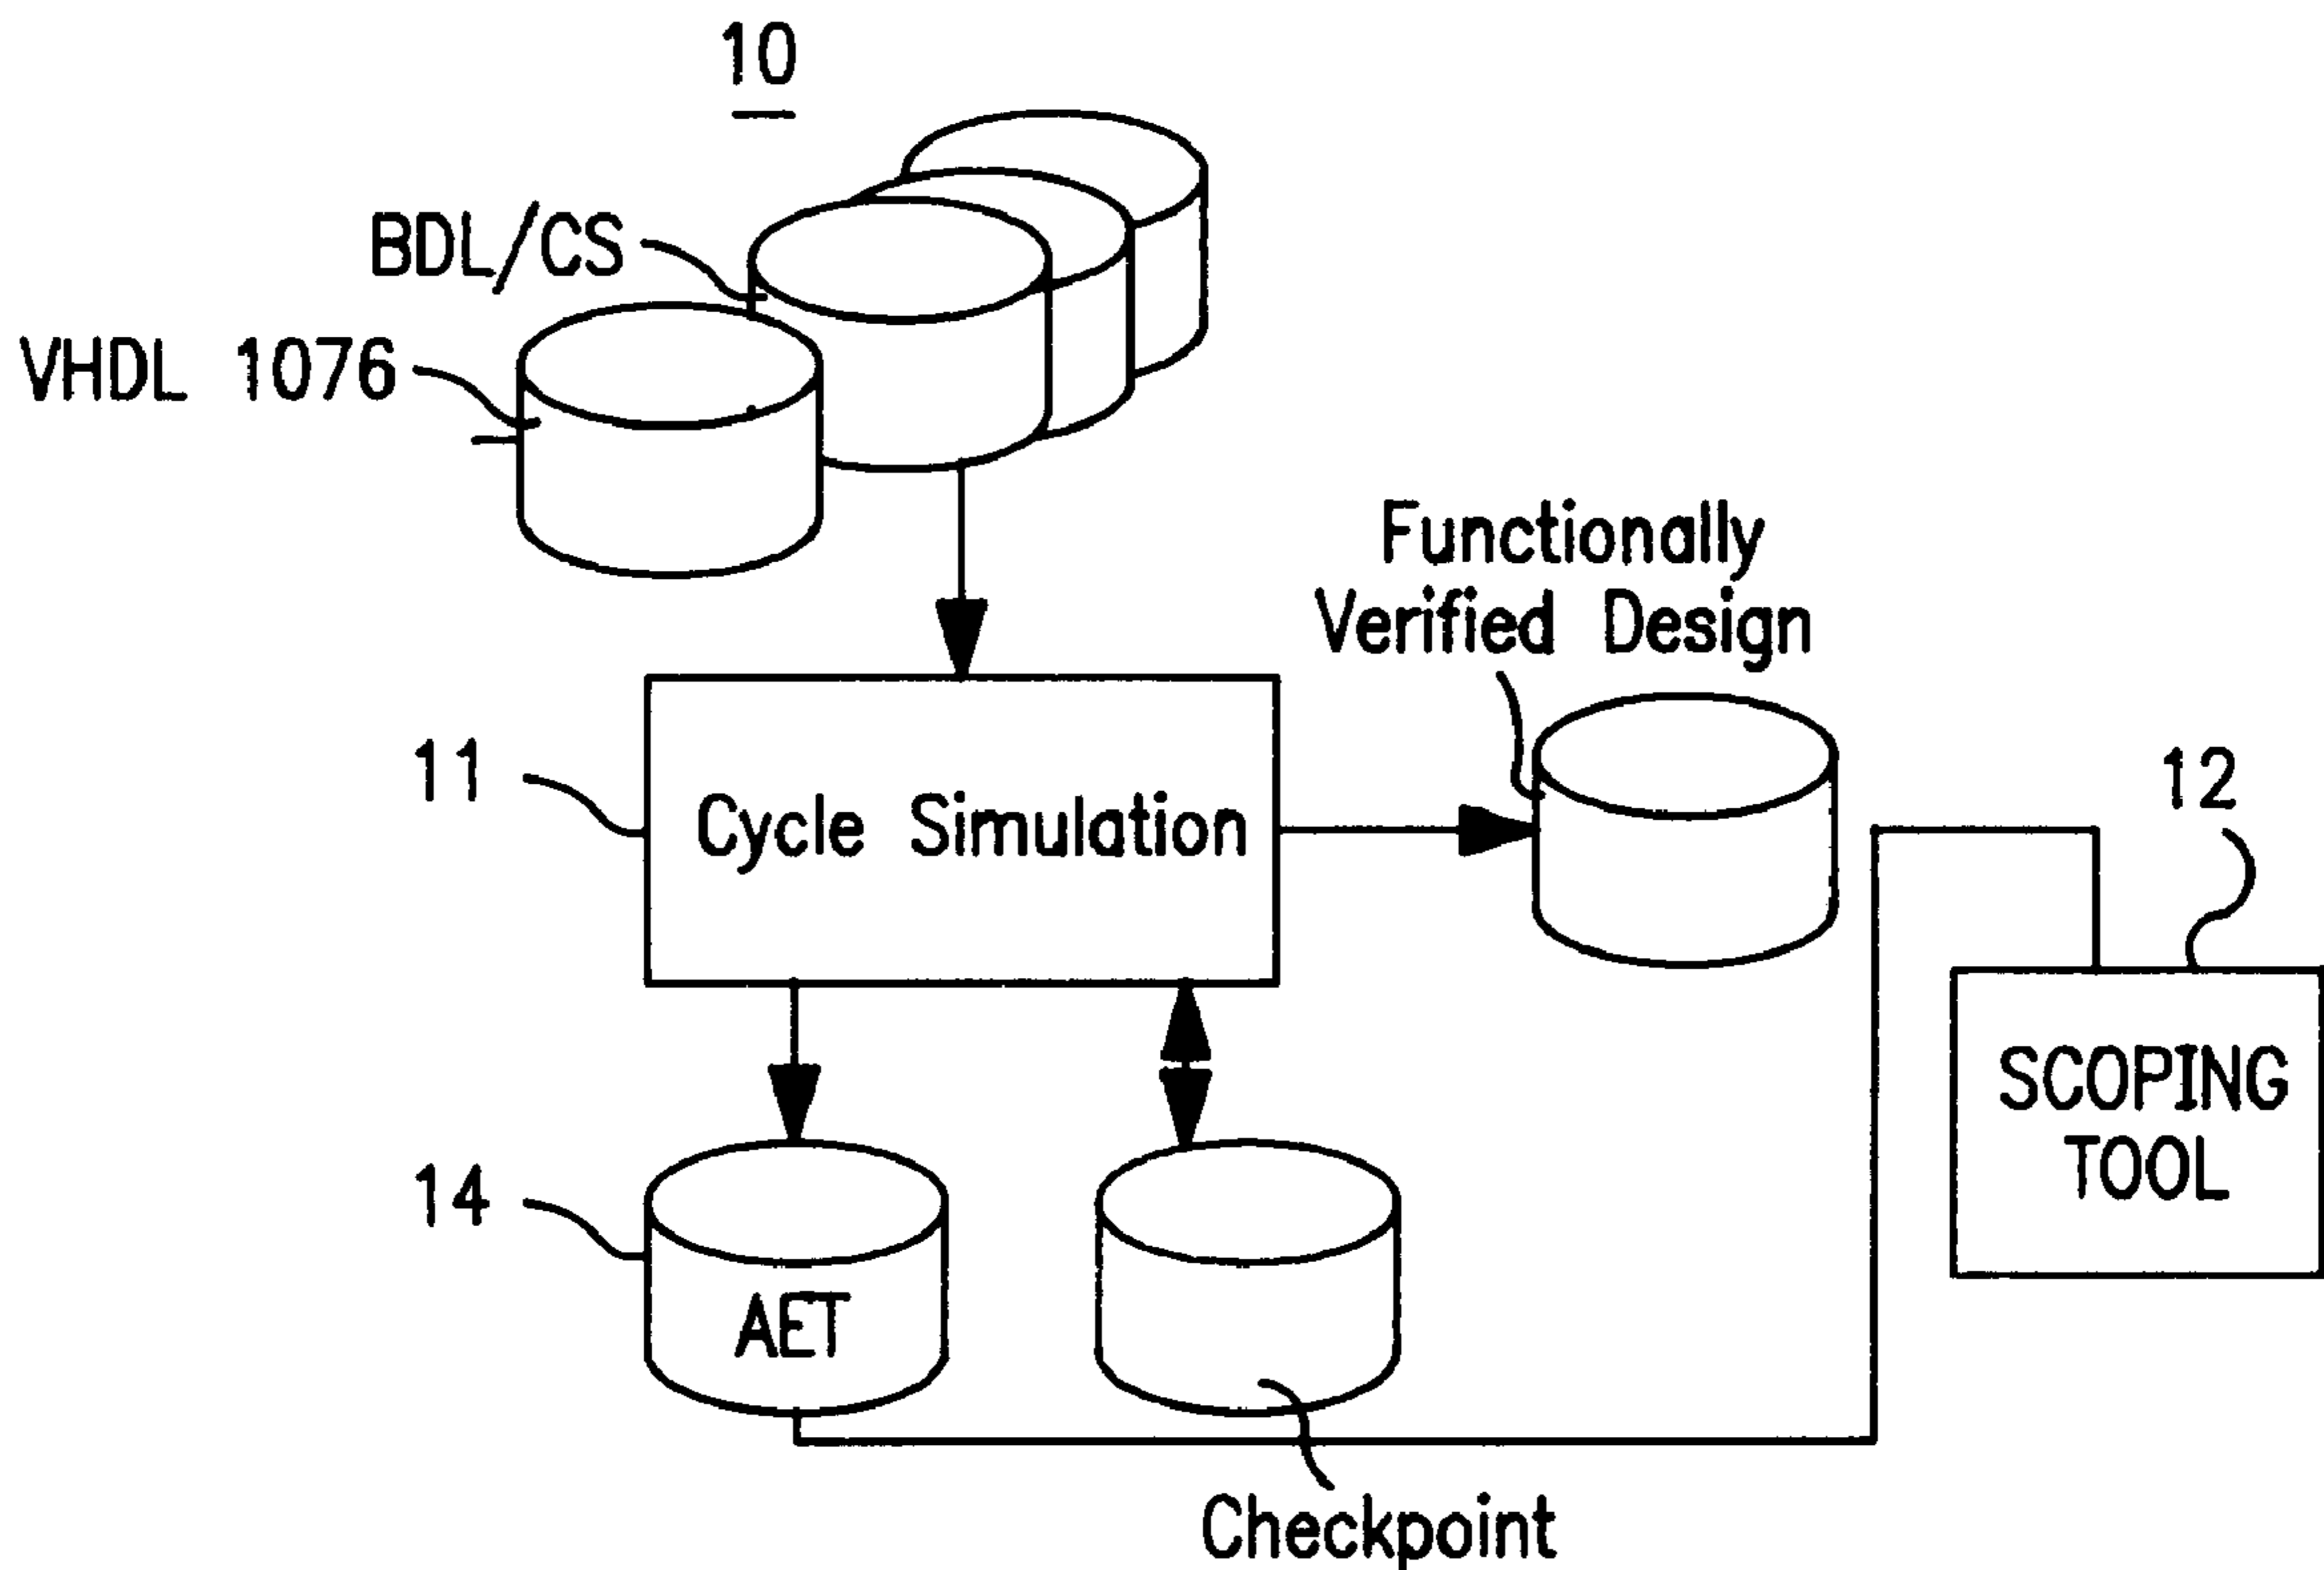 10
BDL/CS
VHDL 1076
Functionally
Verified Design
11
Cycle Simulation
12
SCOPING
TOOL
14
AET
Checkpoint